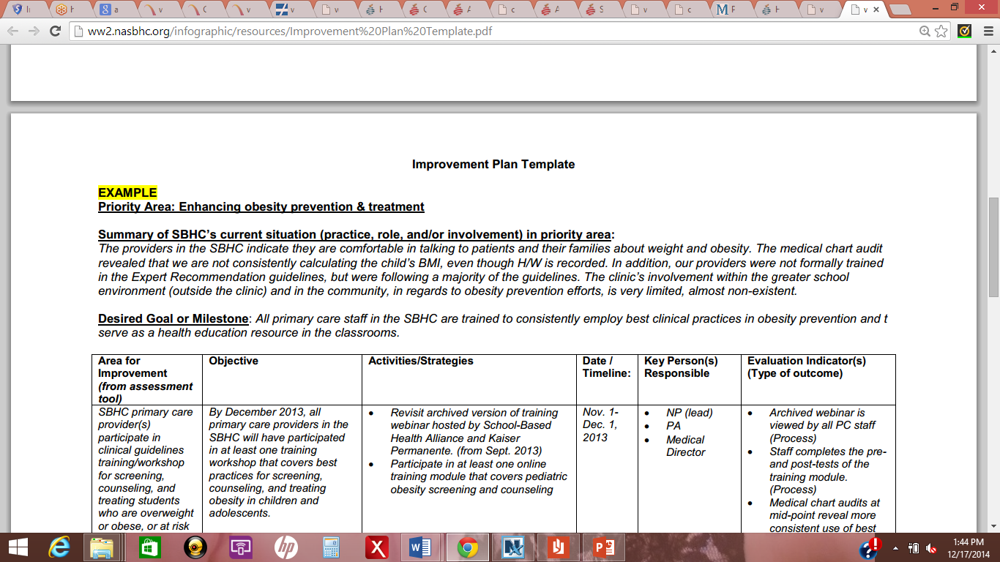 ww2.nasbhc.org/infographic/resources/Improvement%20Plan%20Template.pdf
Improvement Plan Template
EXAMPLE
Priority Area: Enhancing obesity prevention & treatment
Summary of SBHC's current situation (practice, role, and/or involvement) in priority area:
The providers in the SBHC indicate they are comfortable in talking to patients and their families about weight and obesity. The medical chart audit
revealed that we are not consistently calculating the child's BMI, even though H/W is recorded. In addition, our providers were not formally trained
in the Expert Recommendation guidelines, but were following a majority of the guidelines. The clinic's involvement within the greater school
environment (outside the clinic) and in the community, in regards to obesity prevention efforts, is very limited, almost non-existent.
Desired Goal or Milestone: All primary care staff in the SBHC are trained to consistently employ best clinical practices in obesity prevention and t
serve as a health education resource in the classrooms.
Area for
Improvement
(from assessment
tool)
Objective
Activities/Strategies
Date /
Timeline:
Key Person(s)
Responsible
Evaluation Indicator(s)
(Type of outcome)
SBHC primary care
provider(s)
participate in
clinical guidelines
training/workshop
for screening,
counseling, and
treating students
who are overweight
or obese, or at risk
By December 2013, all
primary care providers in the
SBHC will have participated
in at least one training
workshop that covers best
practices for screening,
counseling, and treating
obesity in children and
adolescents.
• Revisit archived version of training
webinar hosted by School-Based
Health Alliance and Kaiser
Permanente. (from Sept. 2013)
• Participate in at least one online
training module that covers pediatric
obesity screening and counseling
Nov. 1-
Dec. 1,
2013
• NP (lead)
• PA
• Medical
Director
• Archived webinar is
viewed by all PC staff
(Process)
• Staff completes the pre-
and post-tests of the
training module.
(Process)
• Medical chart audits at
mid-point reveal more
consistent use of best
hp
1:44 PM
12/17/2014